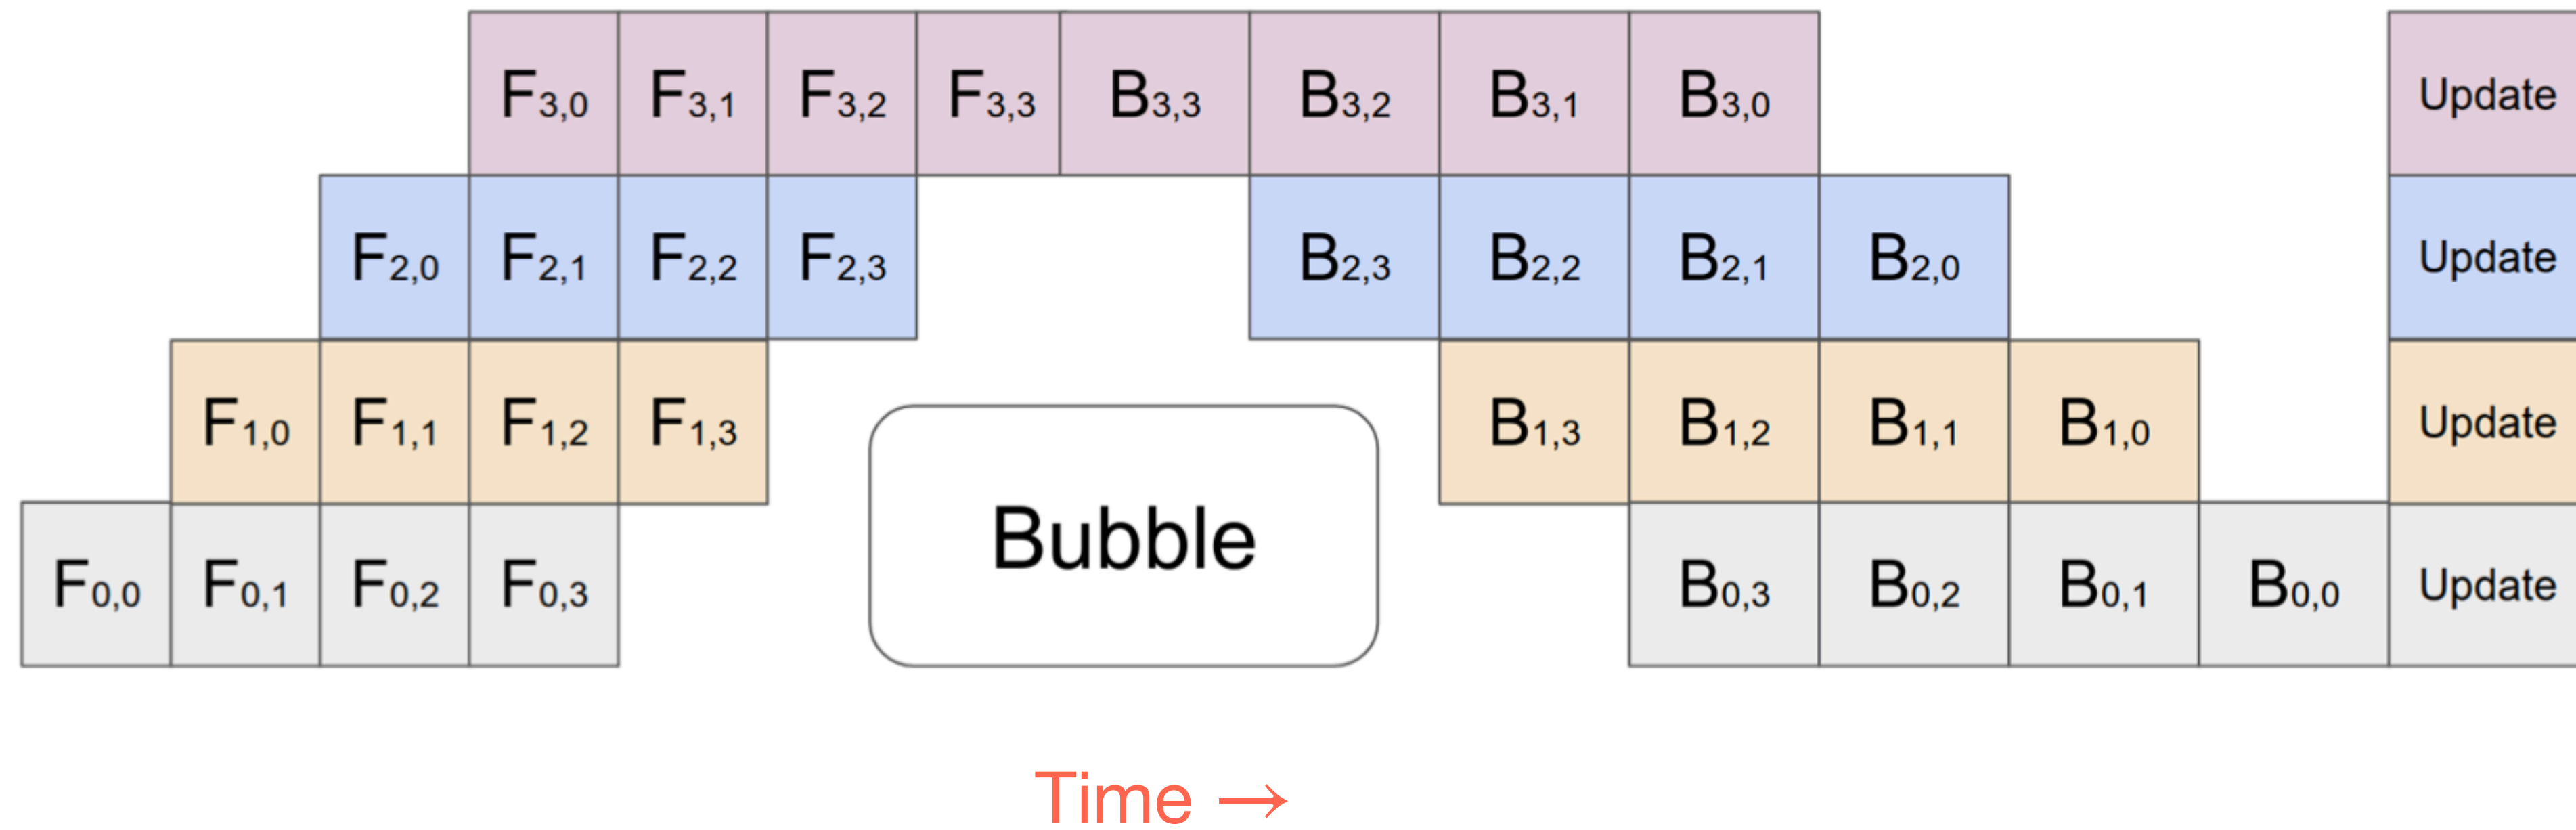 F3,0 F3,1 F3,2 F3,3 B3,3 B3,2 B3,1 B3,0 Update
F2,0 F2,1 F2,2 F2,3 B2,3 B2,2 B2,1 B2,0 Update
F1,0 F1,1 F1,2 F1,3 B1,3 B1,2 B1,1 B1,0 Update
Bubble
F0,0 F0,1 F0,2 F0,3 B0,3 B0,2 B0,1 B0,0 Update
Time →